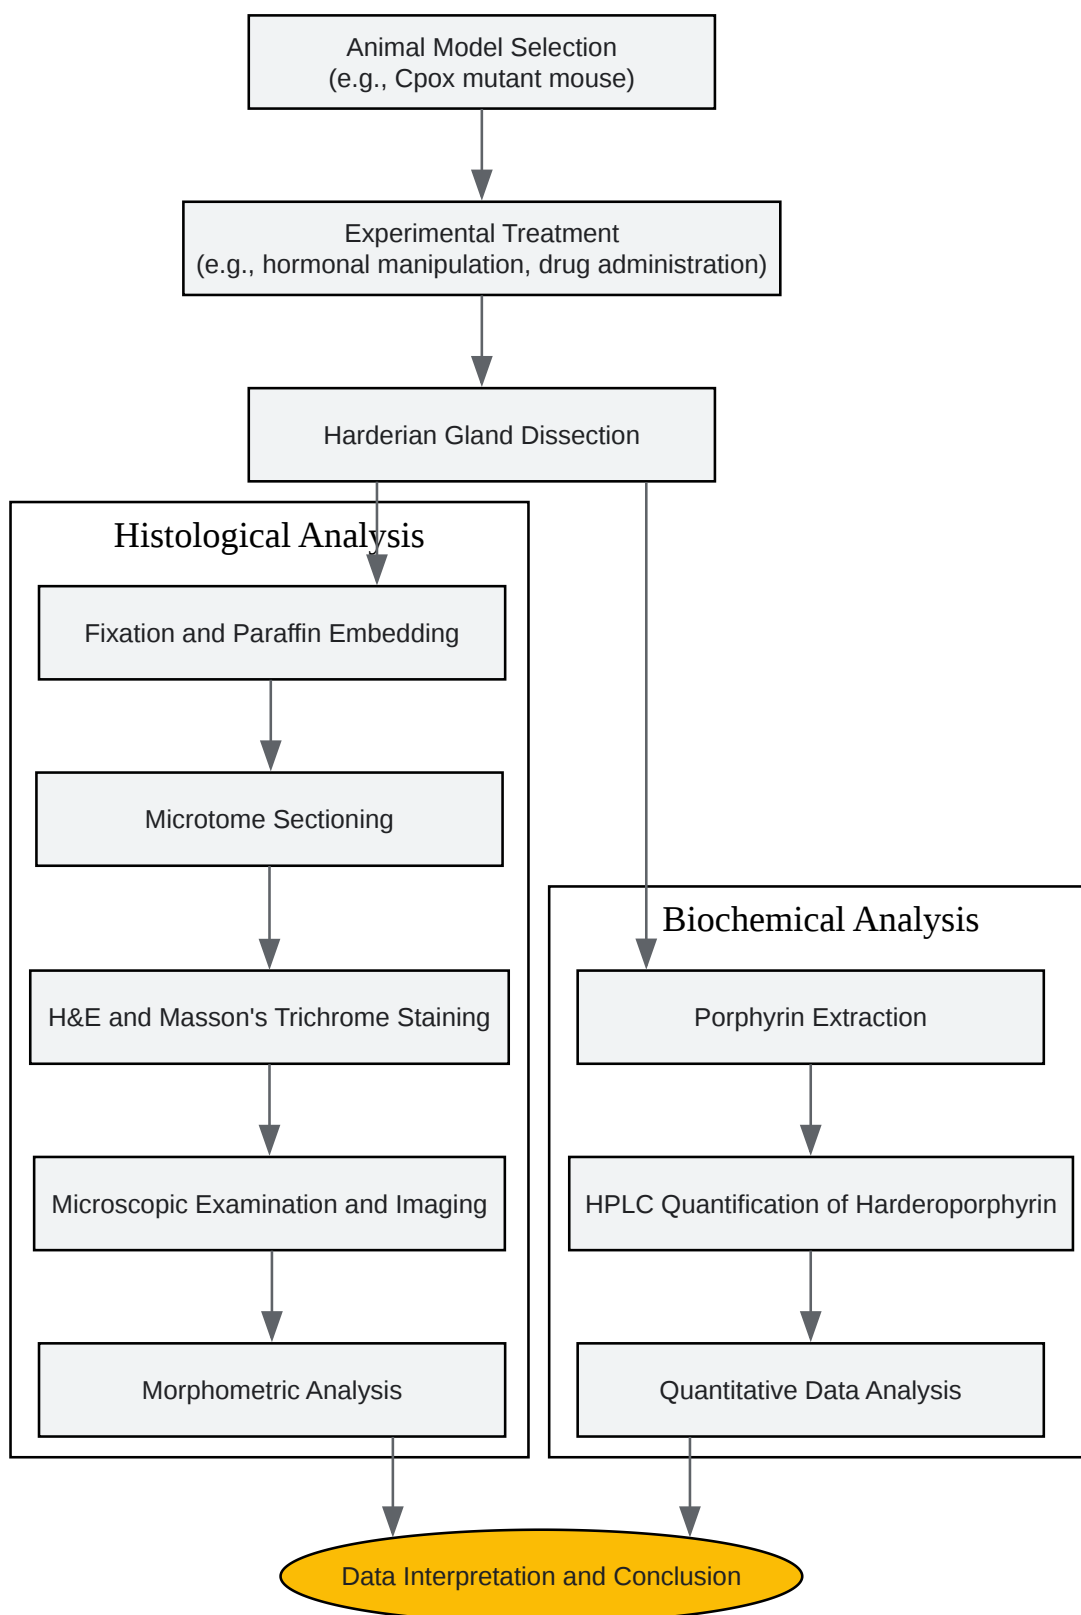 Animal Model Selection
(e.g., Cpox mutant mouse)
Experimental Treatment
(e.g., hormonal manipulation, drug administration)
Harderian Gland Dissection
Histological Analysis
Fixation and Paraffin Embedding
Microtome Sectioning
H&E and Masson's Trichrome Staining
Microscopic Examination and Imaging
Morphometric Analysis
Biochemical Analysis
Porphyrin Extraction
HPLC Quantification of Harderoporphyrin
Quantitative Data Analysis
Data Interpretation and Conclusion